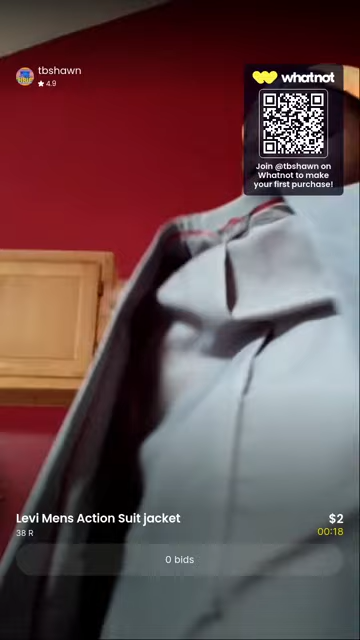 tbshawn
4.9
whatnot
Join @tbshawn on
Whatnot to make
your first purchase!
Levi Mens Action Suit jacket
$2
38 R
00:18
0 bids